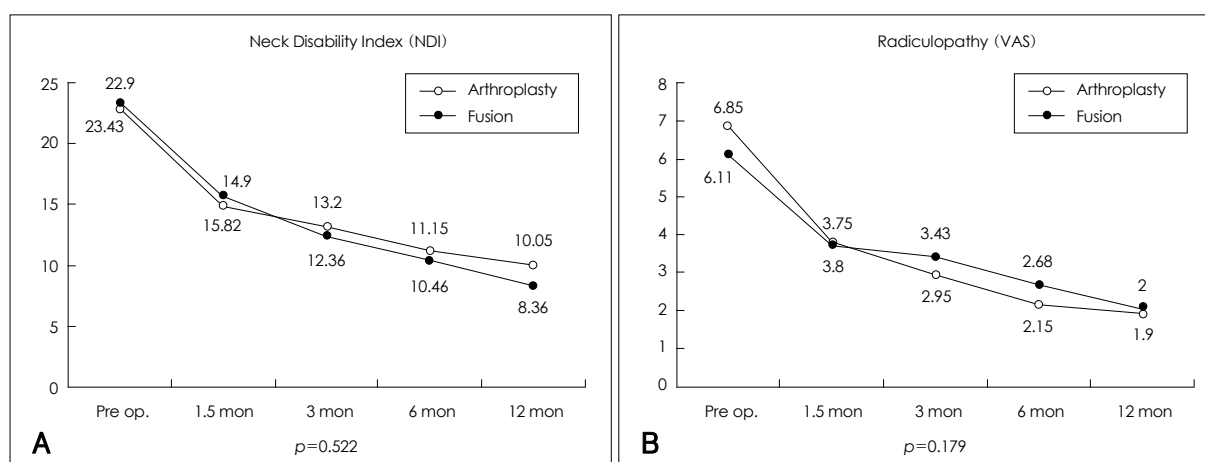 Neck Disability Index (NDI)
25
20
15
10
5
0
22.9
23.43
14.9
15.82
13.2
12.36
11.15
10.46
10.05
8.36
Arthroplasty
Fusion
Pre op.
1.5 mon
3 mon
6 mon
12 mon
A
p=0.522
Radiculopathy (VAS)
8
7
6
5
4
3
2
1
0
6.85
6.11
3.75
3.8
3.43
2.95
2.68
2.15
2
1.9
Arthroplasty
Fusion
Pre op.
1.5 mon
3 mon
6 mon
12 mon
B
p=0.179